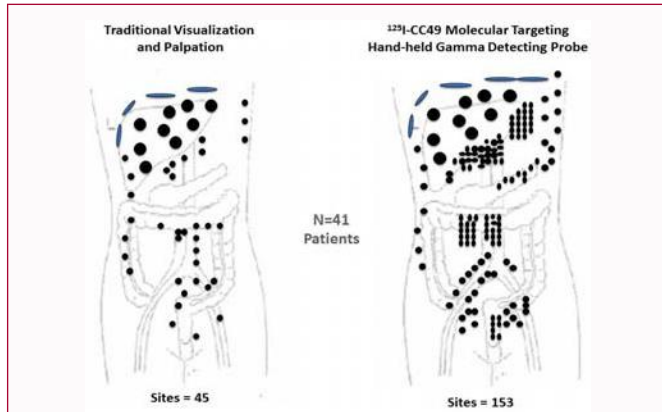 Traditional Visualization
and Palpation
¹²⁵I-CC49 Molecular Targeting
Hand-held Gamma Detecting Probe
N=41
Patients
Sites = 45
Sites = 153